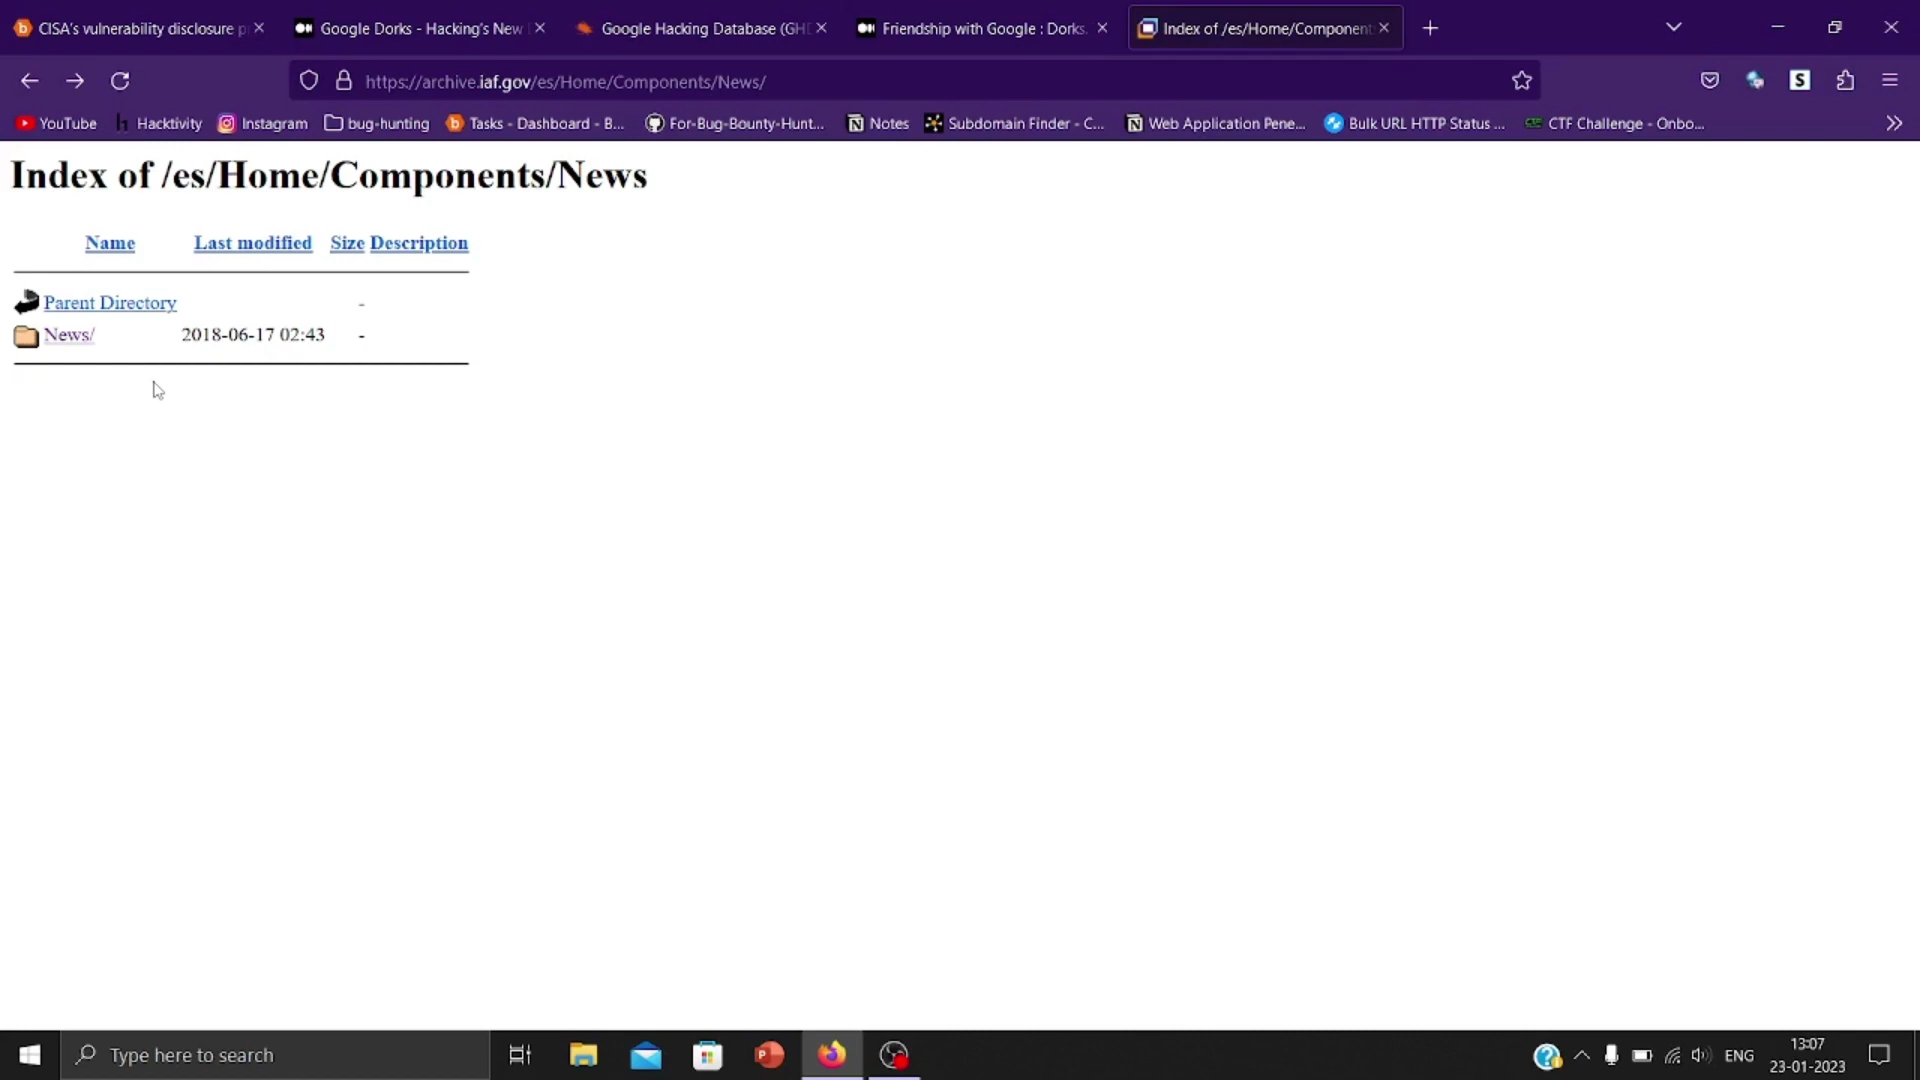 CISA's vulnerability disclosure p
Google Dorks - Hacking's New
Google Hacking Database (GH
Friendship with Google : Dorks.
Index of /es/Home/Component
https://archive.iaf.gov/es/Home/Components/News/
S
YouTube
Hacktivity
Instagram
bug-hunting
Tasks - Dashboard - B...
For-Bug-Bounty-Hunt...
Notes
Subdomain Finder - C...
Web Application Pene...
Bulk URL HTTP Status ...
CTF Challenge - Onbo...
Index of /es/Home/Components/News
Name Last modified Size Description
Parent Directory -
News/ 2018-06-17 02:43 -
Type here to search
ENG
13:07
23-01-2023